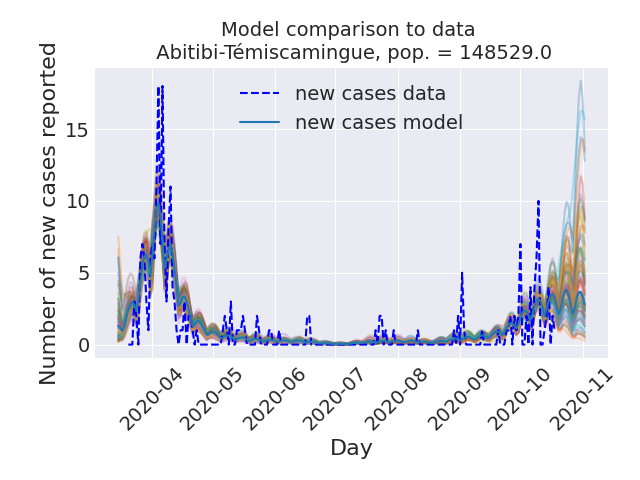 Model comparison to data
Abitibi-Témiscamingue, pop. = 148529.0
new cases data
new cases model
Number of new cases reported
15
10
5
0
2020-04
2020-05
2020-06
2020-07
2020-08
2020-09
2020-10
2020-11
Day